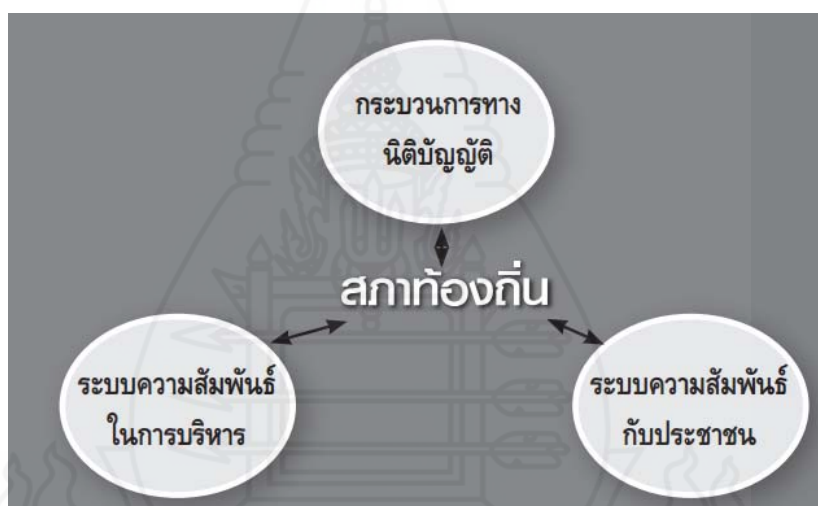 กระบวนการทาง
นิติบัญญัติ
สภาท้องถิ่น
ระบบความสัมพันธ์
ในการบริหาร
ระบบความสัมพันธ์
กับประชาชน